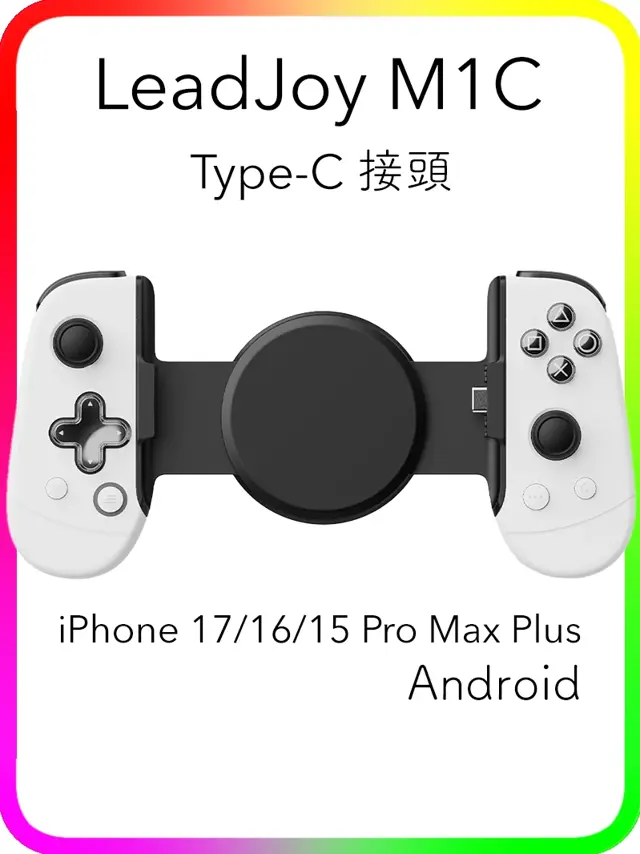 LeadJoy M1C
Type-C 接頭
iPhone 17/16/15 Pro Max Plus
Android